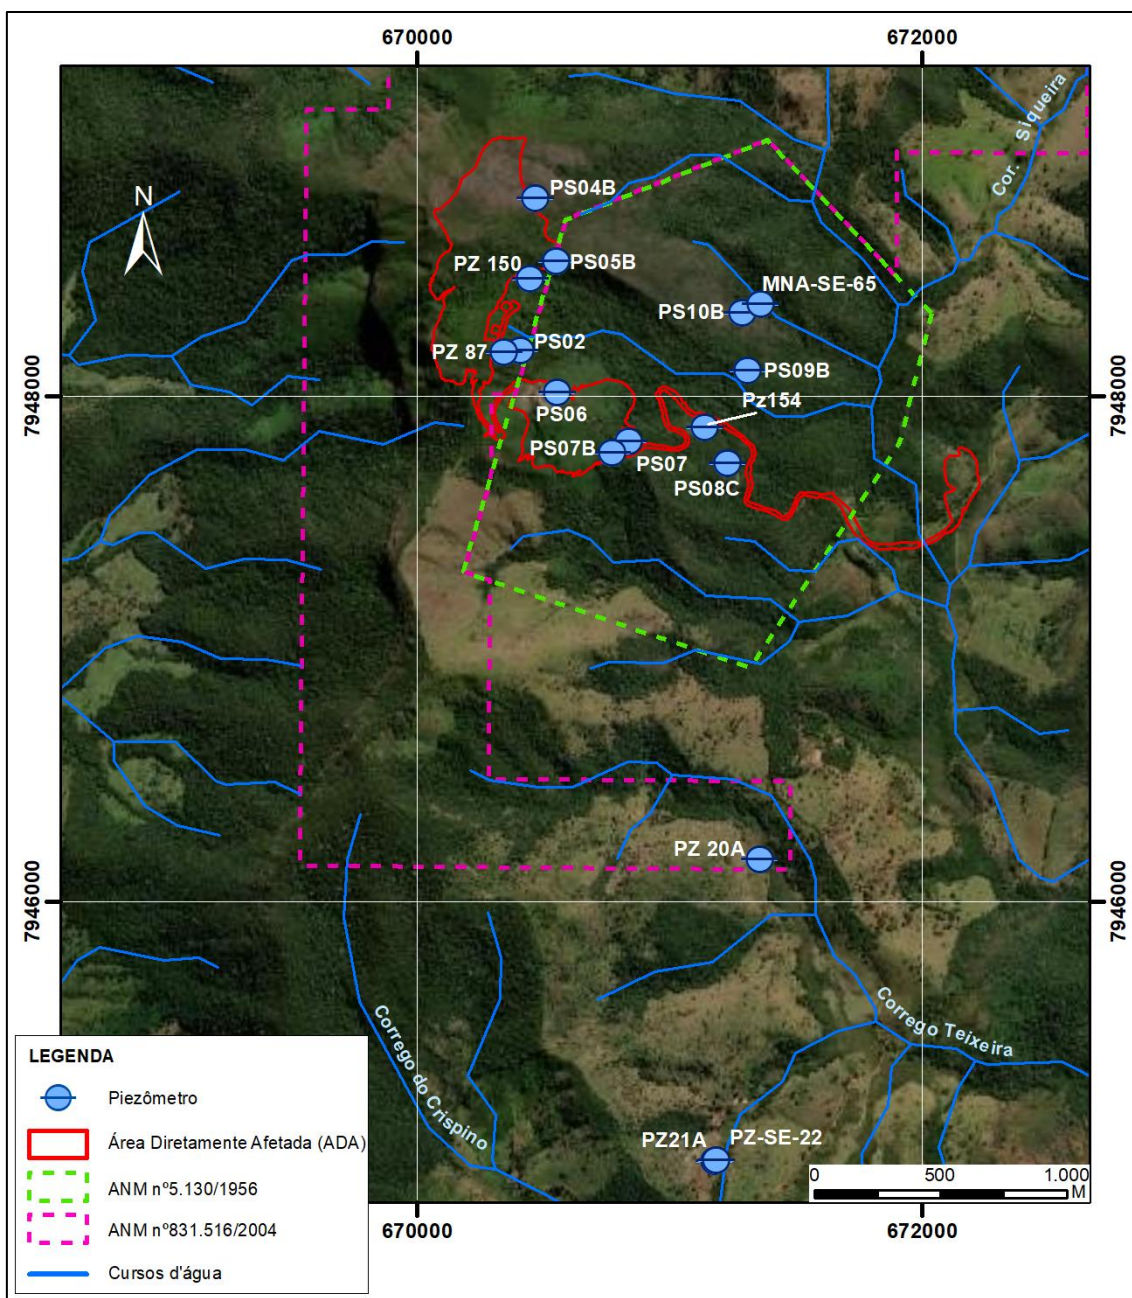 670000
672000
Cor. Siqueira
N
PS04B
PZ 150
PS05B
MNA-SE-65
PS10B
PS02
PZ 87
PS09B
7948000
7948000
PS06
Pz154
PS07B
PS07
PS08C
PZ 20A
7946000
7946000
Corrego Teixeira
Corrego do Crispino
PZ21A
PZ-SE-22
0
500
1.000
M
LEGENDA
Piezômetro
Área Diretamente Afetada (ADA)
ANM nº5.130/1956
ANM nº831.516/2004
Cursos d'água
670000
672000